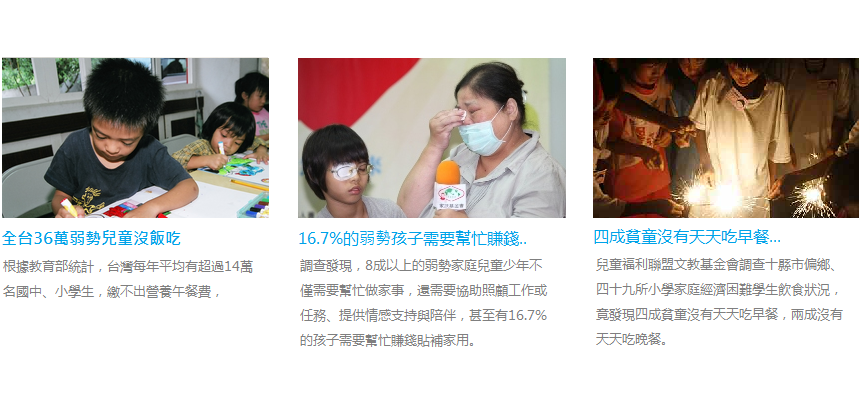 全台36萬弱勢兒童沒飯吃
根據教育部統計，台灣每年平均有超過14萬
名國中、小學生，繳不出營養午餐費，
16.7%的弱勢孩子需要幫忙賺錢..
調查發現，8成以上的弱勢家庭兒童少年不
僅需要幫忙做家事，還需要協助照顧工作或
任務、提供情感支持與陪伴，甚至有16.7%
的孩子需要幫忙賺錢貼補家用。
四成貧童沒有天天吃早餐...
兒童福利聯盟文教基金會調查十縣市偏鄉、
四十九所小學家庭經濟困難學生飲食狀況，
竟發現四成貧童沒有天天吃早餐，兩成沒有
天天吃晚餐。